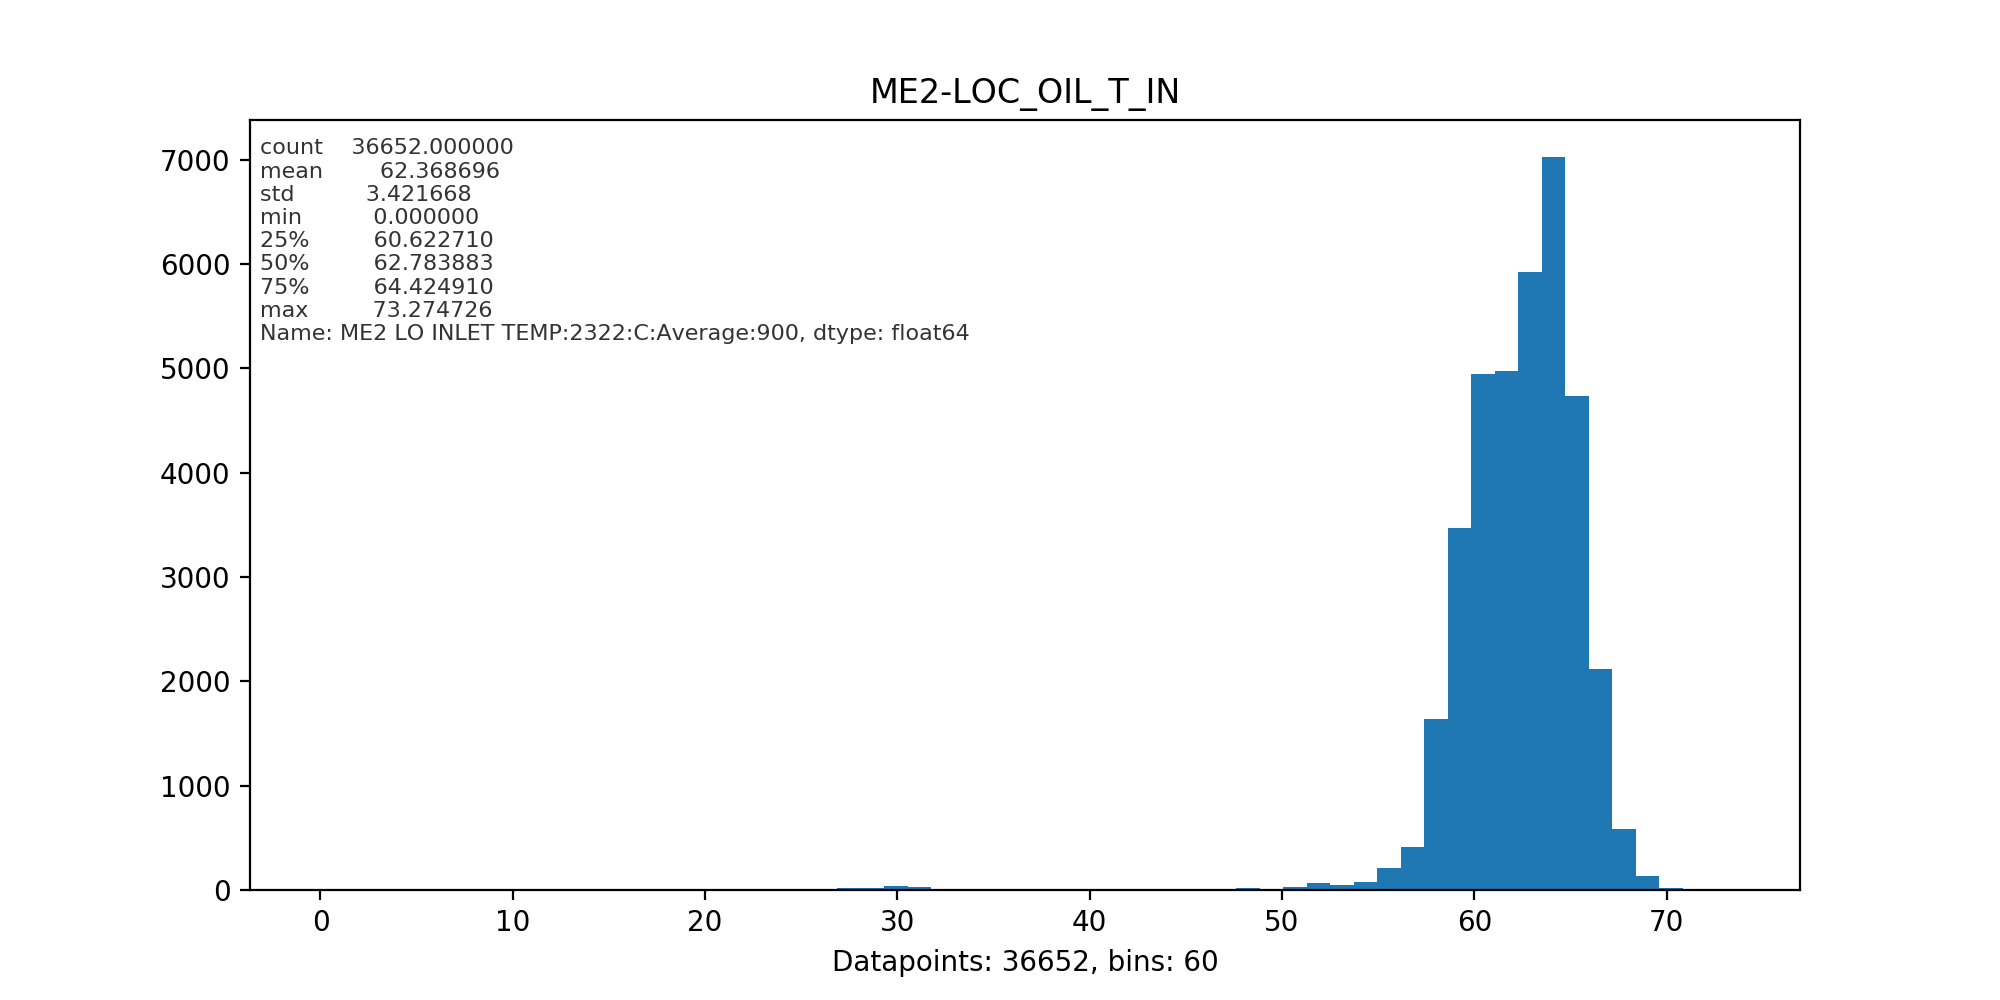 ME2-LOC_OIL_T_IN
count 36652.000000
mean 62.368696
std 3.421668
min 0.000000
25% 60.622710
50% 62.783883
75% 64.424910
max 73.274726
Name: ME2 LO INLET TEMP:2322:C:Average:900, dtype: float64
7000
6000
5000
4000
3000
2000
1000
0
0 10 20 30 40 50 60 70
Datapoints: 36652, bins: 60